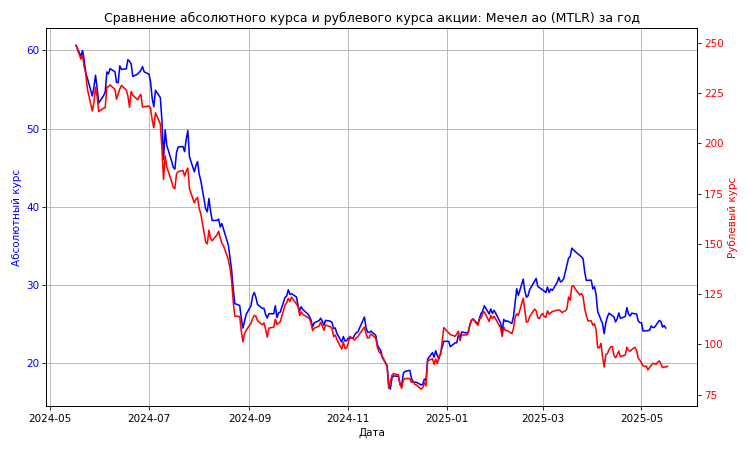 Сравнение абсолютного курса и рублевого курса акции: Мечел ао (MTLR) за год
Абсолютный курс
60
50
40
30
20
250
225
200
175
150
125
100
75
Рублевый курс
2024-05 2024-07 2024-09 2024-11 2025-01 2025-03 2025-05
Дата